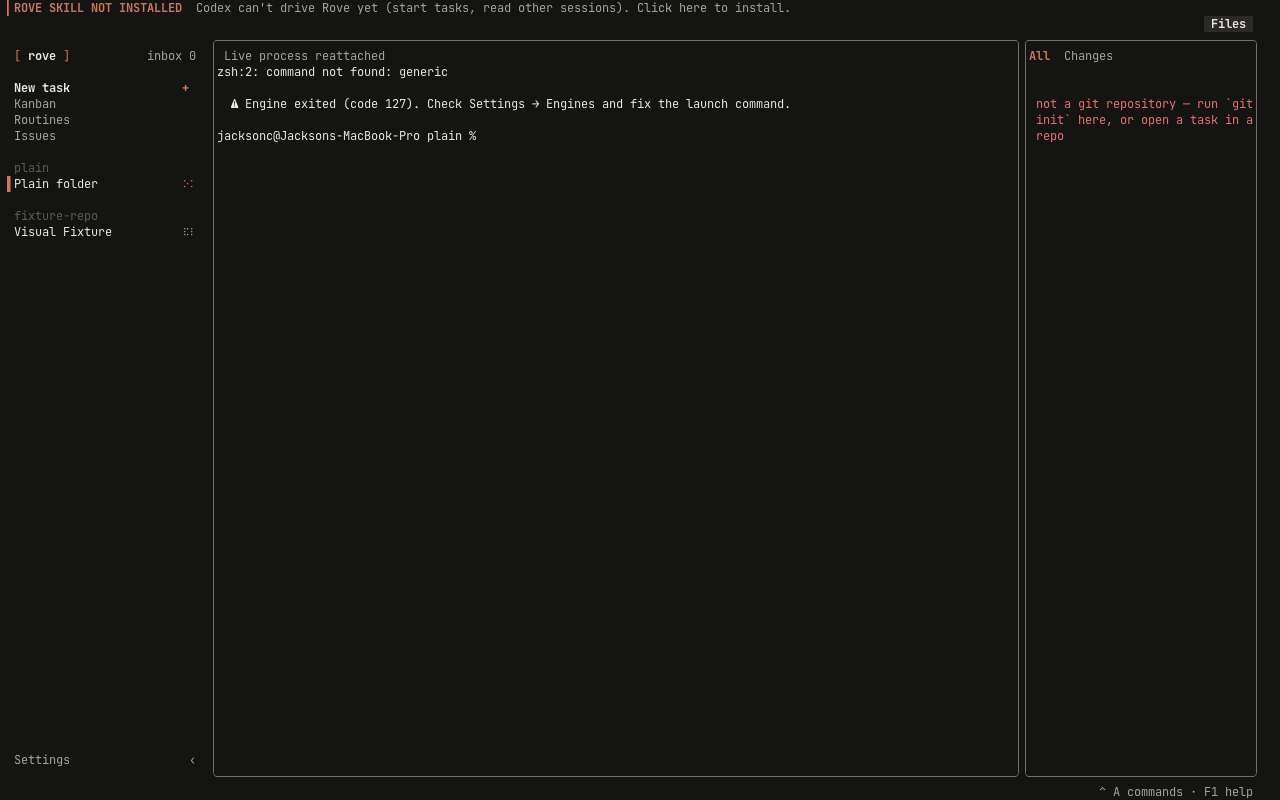 ROVE SKILL NOT INSTALLED  Codex can't drive Rove yet (start tasks, read other sessions). Click here to install.
Files
[ rove ]  inbox 0
New task  +
Kanban
Routines
Issues
plain
Plain folder
fixture-repo
Visual Fixture
Settings  ‹
Live process reattached
zsh:2: command not found: generic
⚠ Engine exited (code 127). Check Settings → Engines and fix the launch command.
jacksonc@Jacksons-MacBook-Pro plain %
All  Changes
not a git repository — run `git
init` here, or open a task in a
repo
^ A commands · F1 help